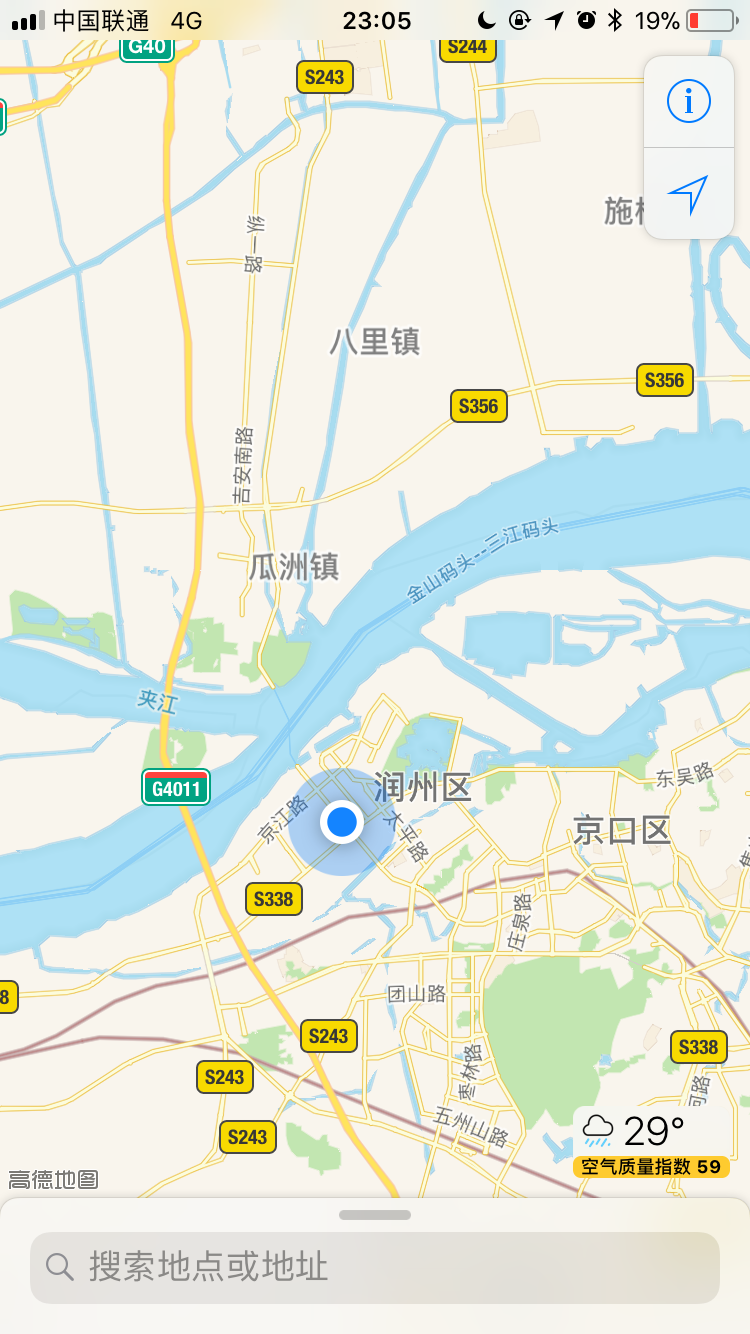 中国联通 4G 23:05 19%
G40
S244
S243
纵一路
八里镇
S356
S356
吉安南路
金山码头--三江码头
瓜洲镇
夹江
东吴路
G4011
润州区
京江路
太平路
京口区
S338
庄泉路
团山路
S243
S338
枣林路
S243
五州山路
S243
29°
空气质量指数 59
高德地图
搜索地点或地址